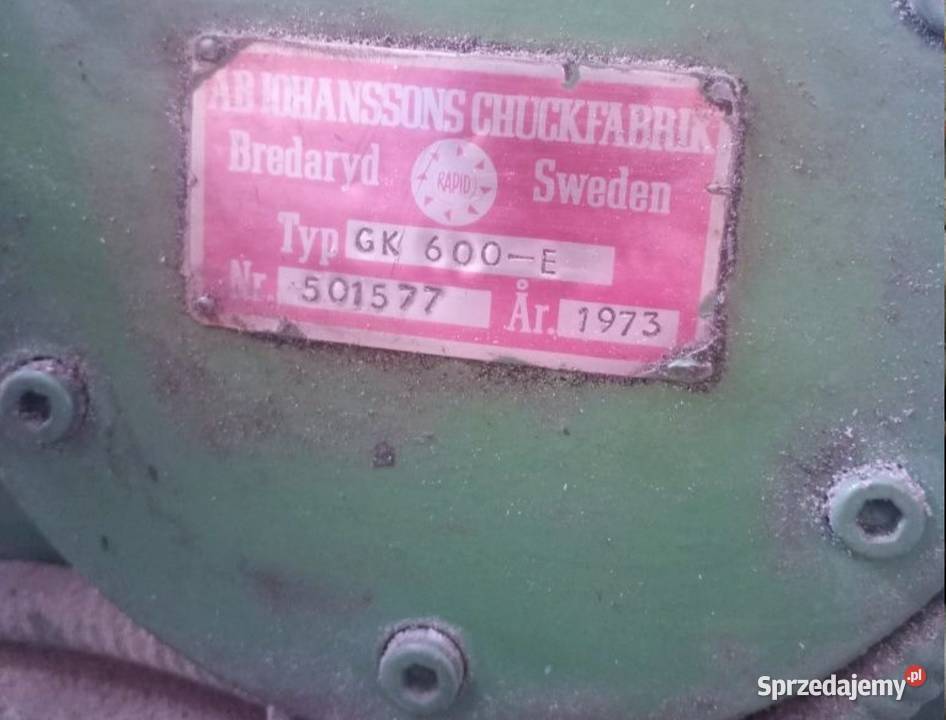 AB JOHANSSONS CHUCKFABRIK
Bredaryd RAPID Sweden
Typ GK 600-E
Nr. 501577 År. 1973
Sprzedajemy.pl